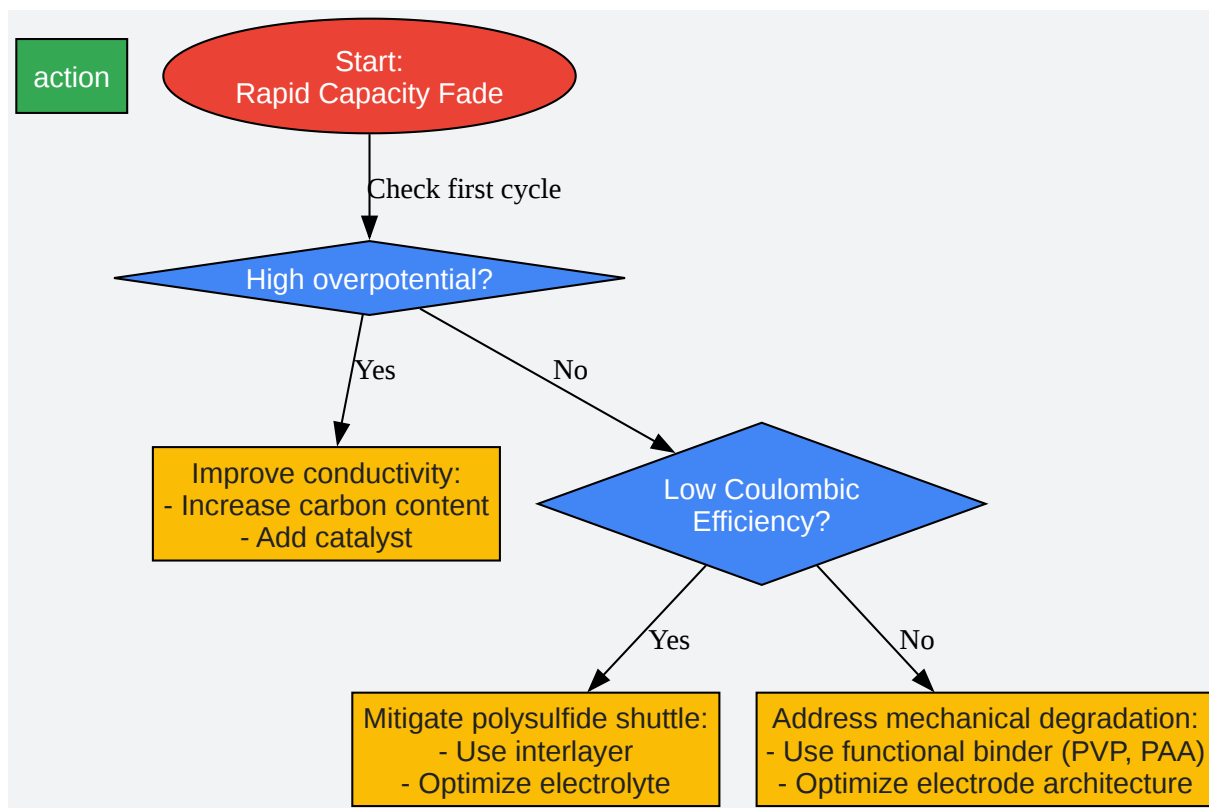 action
Start:
Rapid Capacity Fade
Check first cycle
High overpotential?
Yes
No
Improve conductivity:
- Increase carbon content
- Add catalyst
Low Coulombic
Efficiency?
Yes
No
Mitigate polysulfide shuttle:
- Use interlayer
- Optimize electrolyte
Address mechanical degradation:
- Use functional binder (PVP, PAA)
- Optimize electrode architecture